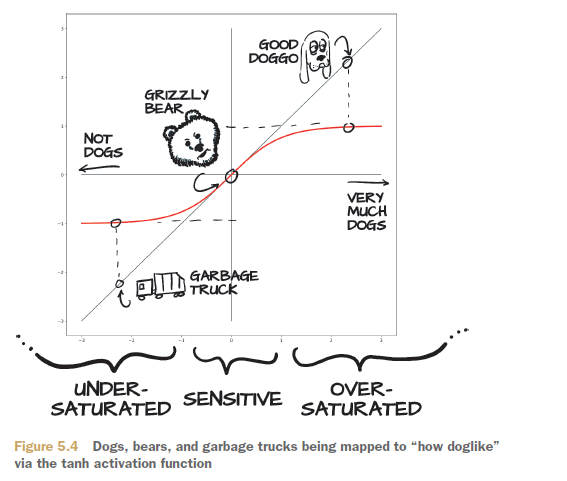 GOOD
DOGGO
GRIZZLY
BEAR
NOT
DOGS
VERY
MUCH
DOGS
GARBAGE
TRUCK
3
2
1
0
-1
-2
-3
-3 -2 -1 0 1 2 3
UNDER-
SATURATED
SENSITIVE
OVER-
SATURATED
Figure 5.4 Dogs, bears, and garbage trucks being mapped to “how doglike”
via the tanh activation function